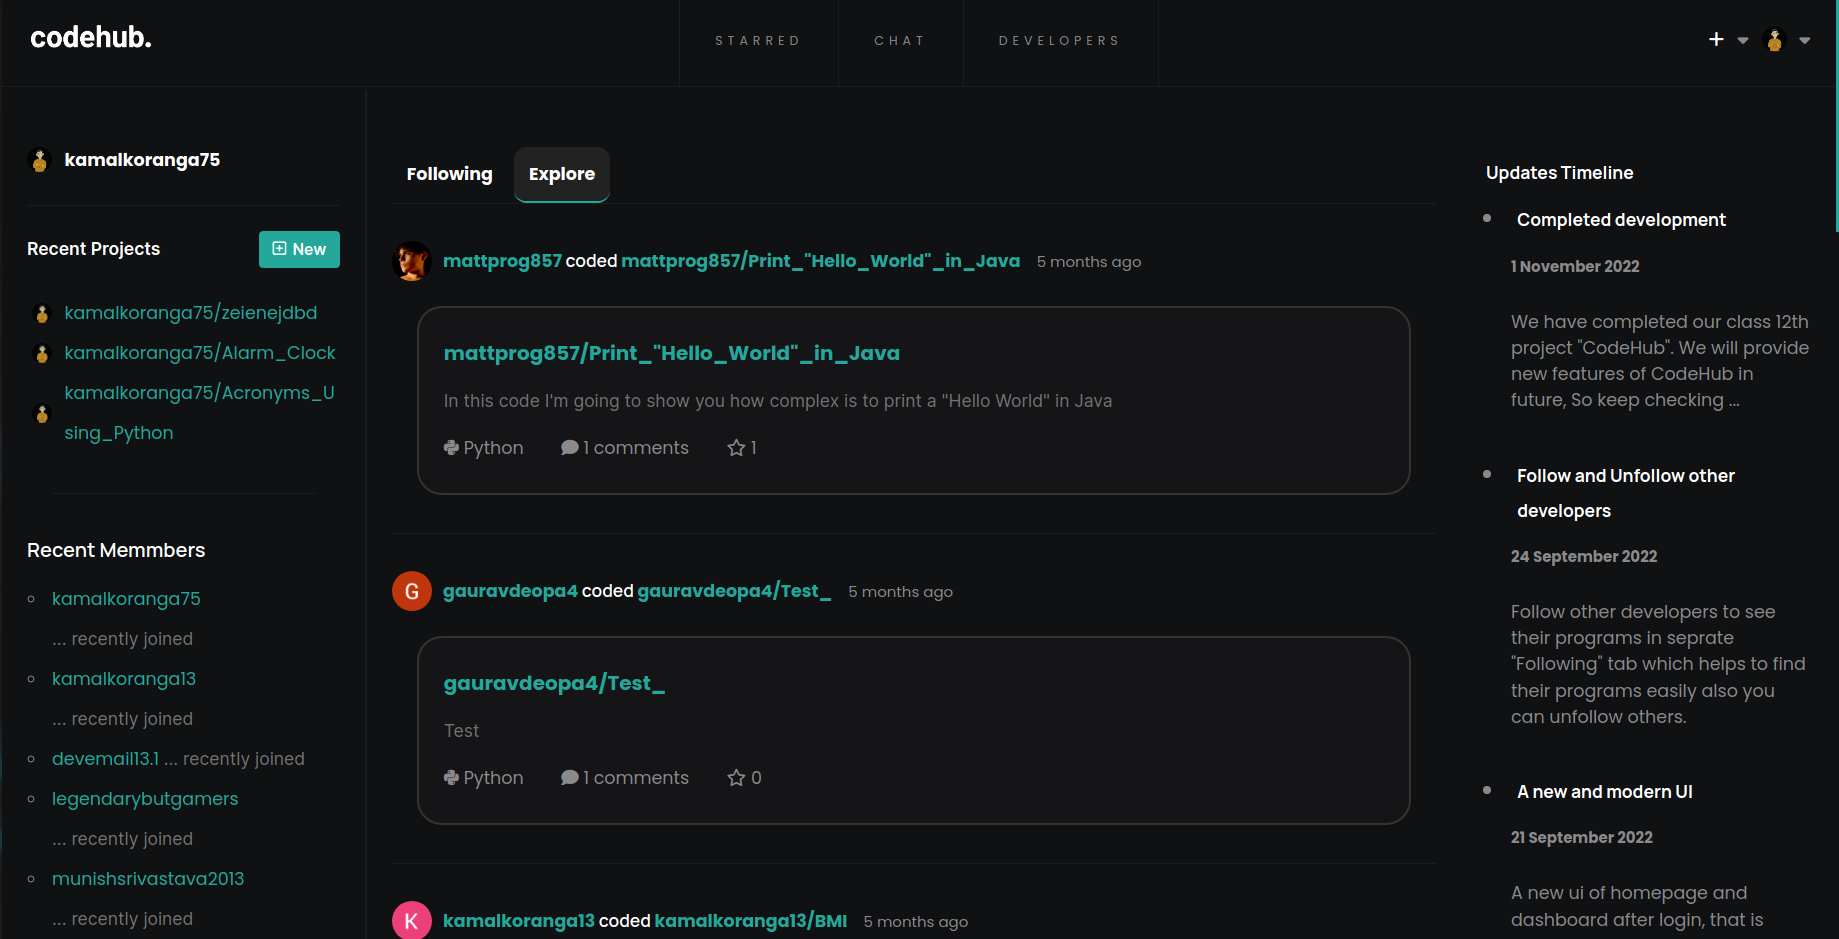 codehub.
STARRED
CHAT
DEVELOPERS
kamalkoranga75
Recent Projects
New
kamalkoranga75/zeienejdbd
kamalkoranga75/Alarm_Clock
kamalkoranga75/Acronyms_U
sing_Python
Recent Memmbers
kamalkoranga75
... recently joined
kamalkoranga13
... recently joined
devemail13.1 ... recently joined
legendarybutgamers
... recently joined
munishsrivastava2013
... recently joined
Following
Explore
mattprog857 coded mattprog857/Print_"Hello_World"_in_Java 5 months ago
mattprog857/Print_"Hello_World"_in_Java
In this code I'm going to show you how complex is to print a "Hello World" in Java
Python 1 comments 1
G gauravdeopa4 coded gauravdeopa4/Test_ 5 months ago
gauravdeopa4/Test_
Test
Python 1 comments 0
K kamalkoranga13 coded kamalkoranga13/BMI 5 months ago
Updates Timeline
Completed development
1 November 2022
We have completed our class 12th
project "CodeHub". We will provide
new features of CodeHub in
future, So keep checking ...
Follow and Unfollow other
developers
24 September 2022
Follow other developers to see
their programs in seprate
"Following" tab which helps to find
their programs easily also you
can unfollow others.
A new and modern UI
21 September 2022
A new ui of homepage and
dashboard after login, that is